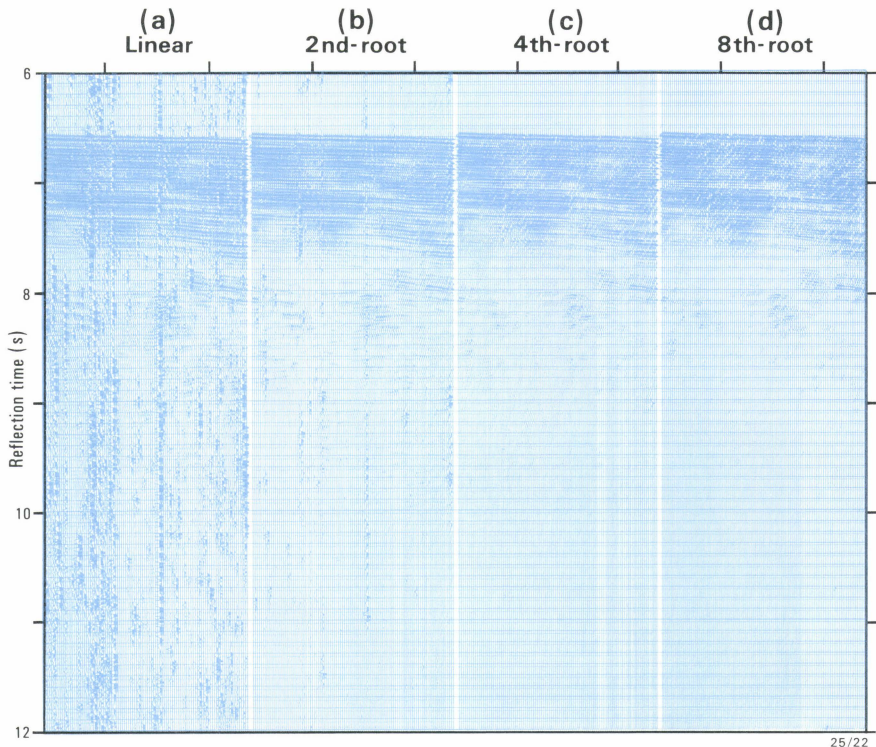 (a) (b) (c) (d)
Linear 2nd-root 4th-root 8th-root
6
8
10
12
Reflection time (s)
25/22